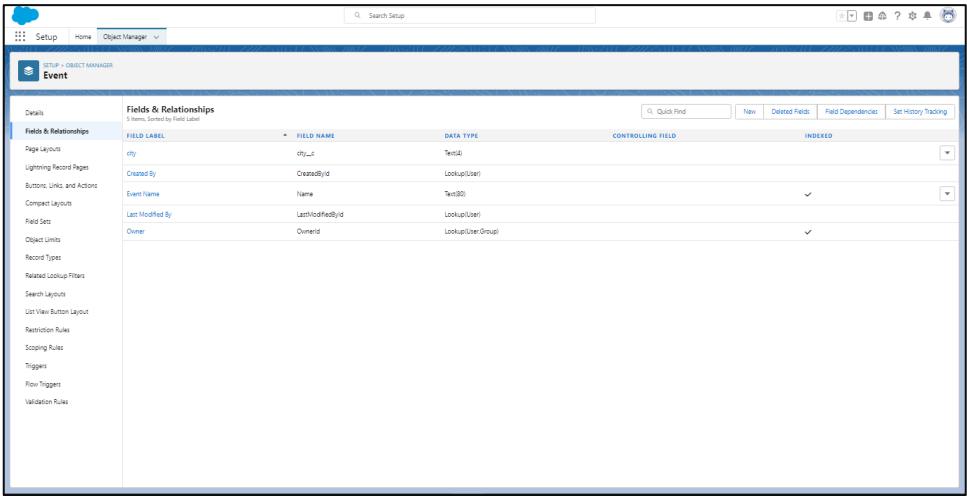 Search Setup
Setup Home Object Manager
SETUP > OBJECT MANAGER
Event
Details
Fields & Relationships
Page Layouts
Lightning Record Pages
Buttons, Links, and Actions
Compact Layouts
Field Sets
Object Limits
Record Types
Related Lookup Filters
Search Layouts
List View Button Layout
Restriction Rules
Scoping Rules
Triggers
Flow Triggers
Validation Rules
Fields & Relationships
5 Items, Sorted by Field Label
Quick Find New Deleted Fields Field Dependencies Set History Tracking
FIELD LABEL FIELD NAME DATA TYPE CONTROLLING FIELD INDEXED
city city__c Text(4)
Created By CreatedById Lookup(User)
Event Name Name Text(80)
Last Modified By LastModifiedById Lookup(User)
Owner OwnerId Lookup(User,Group)